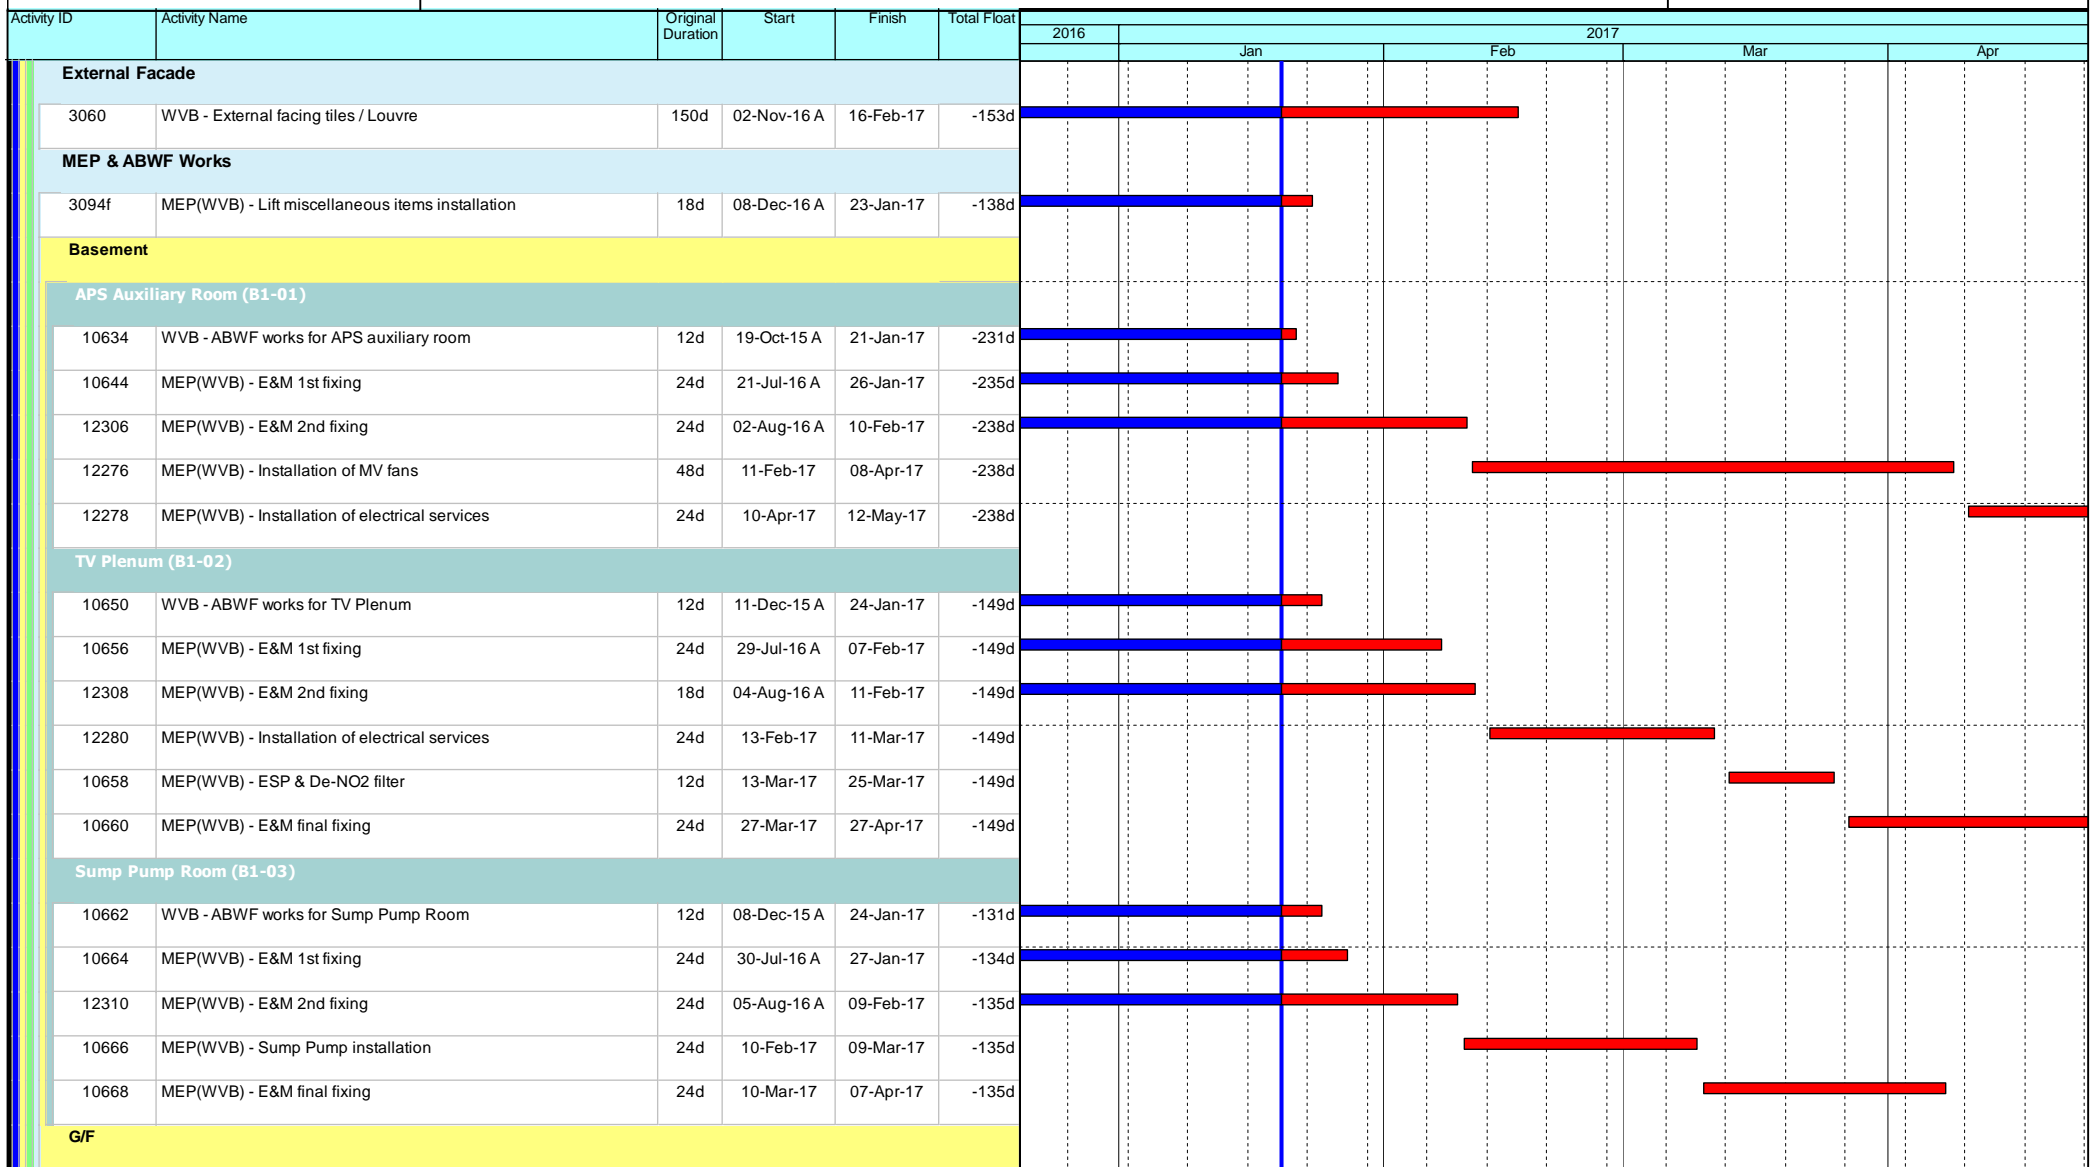 Activity ID Activity Name Original Duration Start Finish Total Float
2016 2017
Jan Feb Mar Apr
External Facade
3060 WVB - External facing tiles / Louvre 150d 02-Nov-16 A 16-Feb-17 -153d
MEP & ABWF Works
3094f MEP(WVB) - Lift miscellaneous items installation 18d 08-Dec-16 A 23-Jan-17 -138d
Basement
APS Auxiliary Room (B1-01)
10634 WVB - ABWF works for APS auxiliary room 12d 19-Oct-15 A 21-Jan-17 -231d
10644 MEP(WVB) - E&M 1st fixing 24d 21-Jul-16 A 26-Jan-17 -235d
12306 MEP(WVB) - E&M 2nd fixing 24d 02-Aug-16 A 10-Feb-17 -238d
12276 MEP(WVB) - Installation of MV fans 48d 11-Feb-17 08-Apr-17 -238d
12278 MEP(WVB) - Installation of electrical services 24d 10-Apr-17 12-May-17 -238d
TV Plenum (B1-02)
10650 WVB - ABWF works for TV Plenum 12d 11-Dec-15 A 24-Jan-17 -149d
10656 MEP(WVB) - E&M 1st fixing 24d 29-Jul-16 A 07-Feb-17 -149d
12308 MEP(WVB) - E&M 2nd fixing 18d 04-Aug-16 A 11-Feb-17 -149d
12280 MEP(WVB) - Installation of electrical services 24d 13-Feb-17 11-Mar-17 -149d
10658 MEP(WVB) - ESP & De-NO2 filter 12d 13-Mar-17 25-Mar-17 -149d
10660 MEP(WVB) - E&M final fixing 24d 27-Mar-17 27-Apr-17 -149d
Sump Pump Room (B1-03)
10662 WVB - ABWF works for Sump Pump Room 12d 08-Dec-15 A 24-Jan-17 -131d
10664 MEP(WVB) - E&M 1st fixing 24d 30-Jul-16 A 27-Jan-17 -134d
12310 MEP(WVB) - E&M 2nd fixing 24d 05-Aug-16 A 09-Feb-17 -135d
10666 MEP(WVB) - Sump Pump installation 24d 10-Feb-17 09-Mar-17 -135d
10668 MEP(WVB) - E&M final fixing 24d 10-Mar-17 07-Apr-17 -135d
G/F